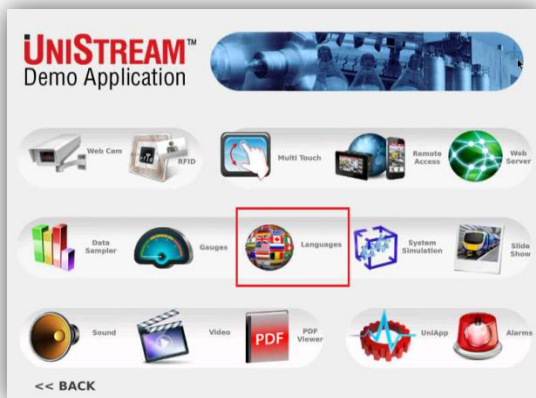 UNISTREAM™
Demo Application
Web Cam
RFID
Multi Touch
Remote
Access
Web
Server
Data
Sampler
Gauges
Languages
System
Simulation
Slide
Show
Sound
Video
PDF
PDF
Viewer
UniApp
Alarms
<< BACK